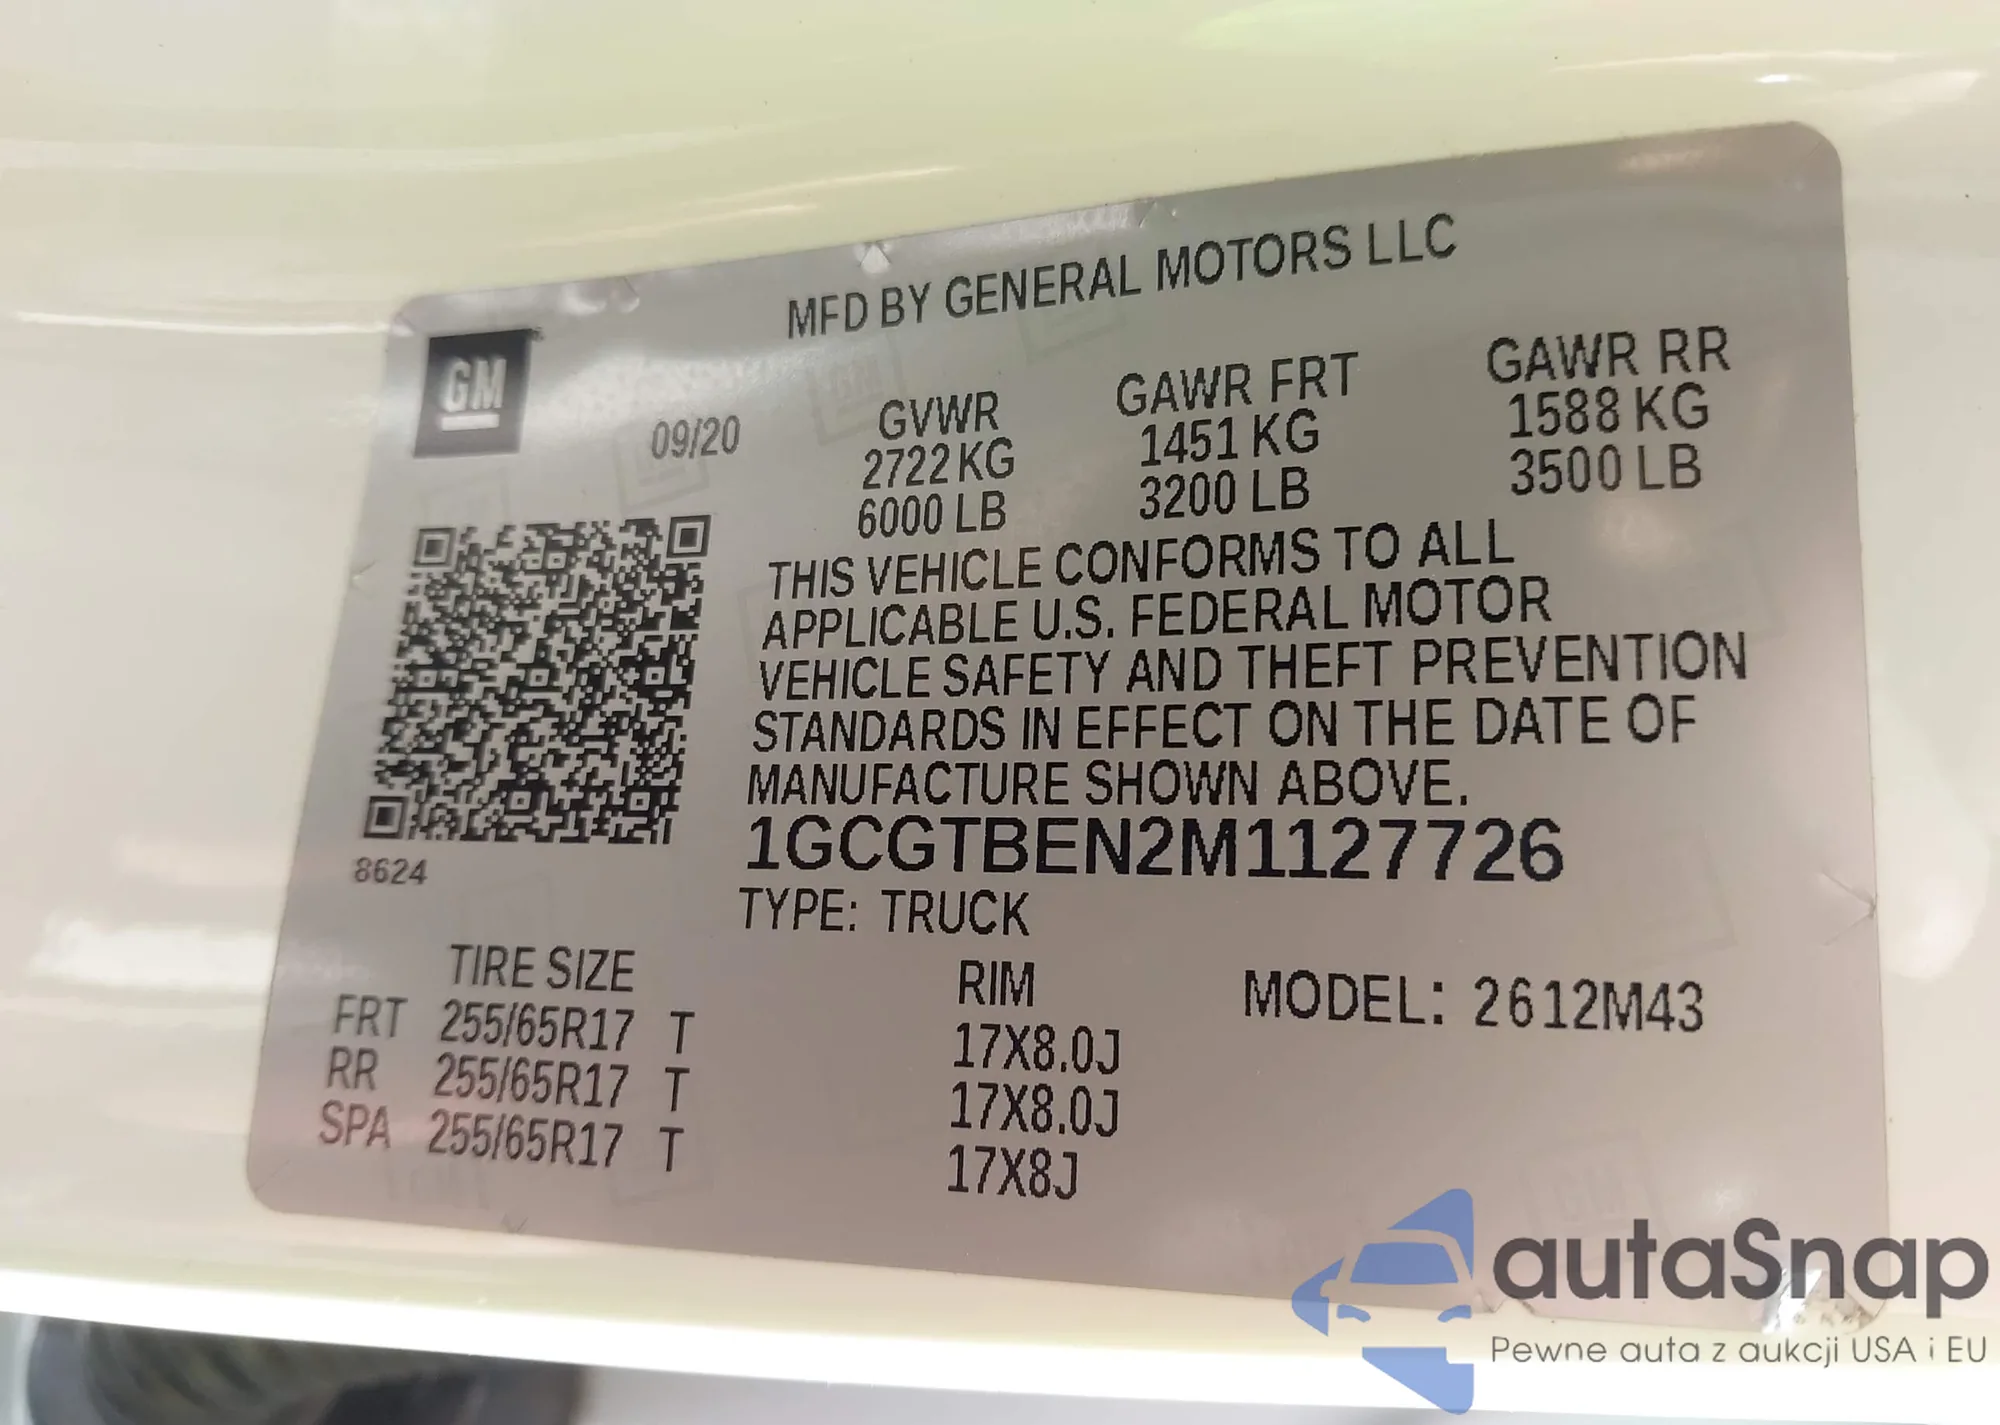 MFD BY GENERAL MOTORS LLC
GM
09/20
GVWR GAWR FRT GAWR RR
2722 KG 1451 KG 1588 KG
6000 LB 3200 LB 3500 LB
THIS VEHICLE CONFORMS TO ALL
APPLICABLE U.S. FEDERAL MOTOR
VEHICLE SAFETY AND THEFT PREVENTION
STANDARDS IN EFFECT ON THE DATE OF
MANUFACTURE SHOWN ABOVE.
1GCGTBEN2M1127726
8624
TYPE: TRUCK
TIRE SIZE RIM MODEL: 2612M43
FRT 255/65R17 T 17X8.0J
RR 255/65R17 T 17X8.0J
SPA 255/65R17 T 17X8J
autaSnap
Pewne auta z aukcji USA i EU